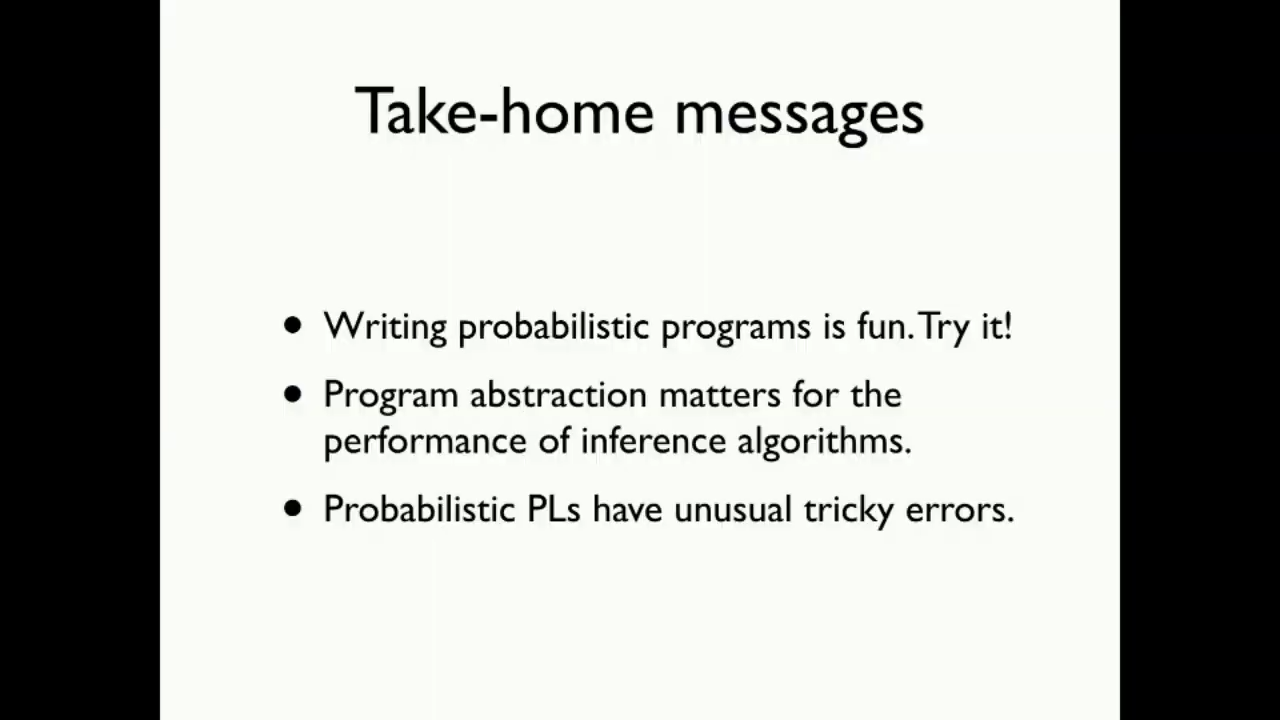 Take-home messages
• Writing probabilistic programs is fun. Try it!
• Program abstraction matters for the
performance of inference algorithms.
• Probabilistic PLs have unusual tricky errors.